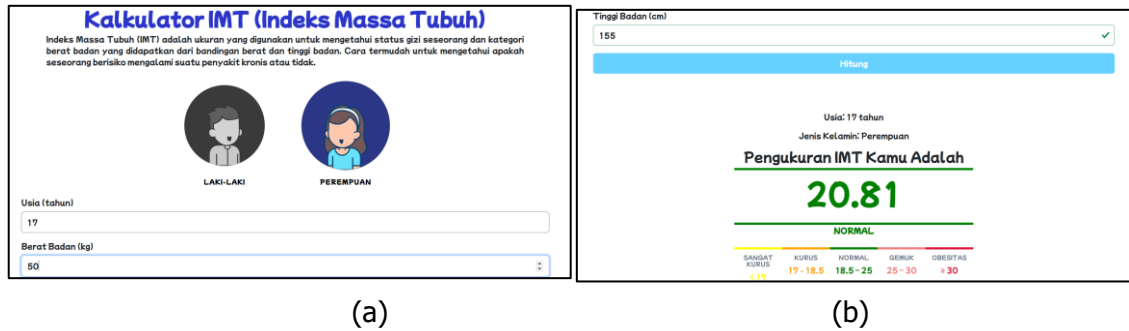 Kalkulator IMT (Indeks Massa Tubuh)
Indeks Massa Tubuh (IMT) adalah ukuran yang digunakan untuk mengetahui status gizi seseorang dan kategori
berat badan yang didapatkan dari bandingan berat dan tinggi badan. Cara termudah untuk mengetahui apakah
seseorang berisiko mengalami suatu penyakit kronis atau tidak.
LAKI-LAKI
PEREMPUAN
Usia (tahun)
17
Berat Badan (kg)
50
(a)
Tinggi Badan (cm)
155
Hitung
Usia: 17 tahun
Jenis Kelamin: Perempuan
Pengukuran IMT Kamu Adalah
20.81
NORMAL
SANGAT KURUS
KURUS
17 - 18.5
NORMAL
18.5 - 25
GEMUK
25 - 30
OBESITAS
30
(b)